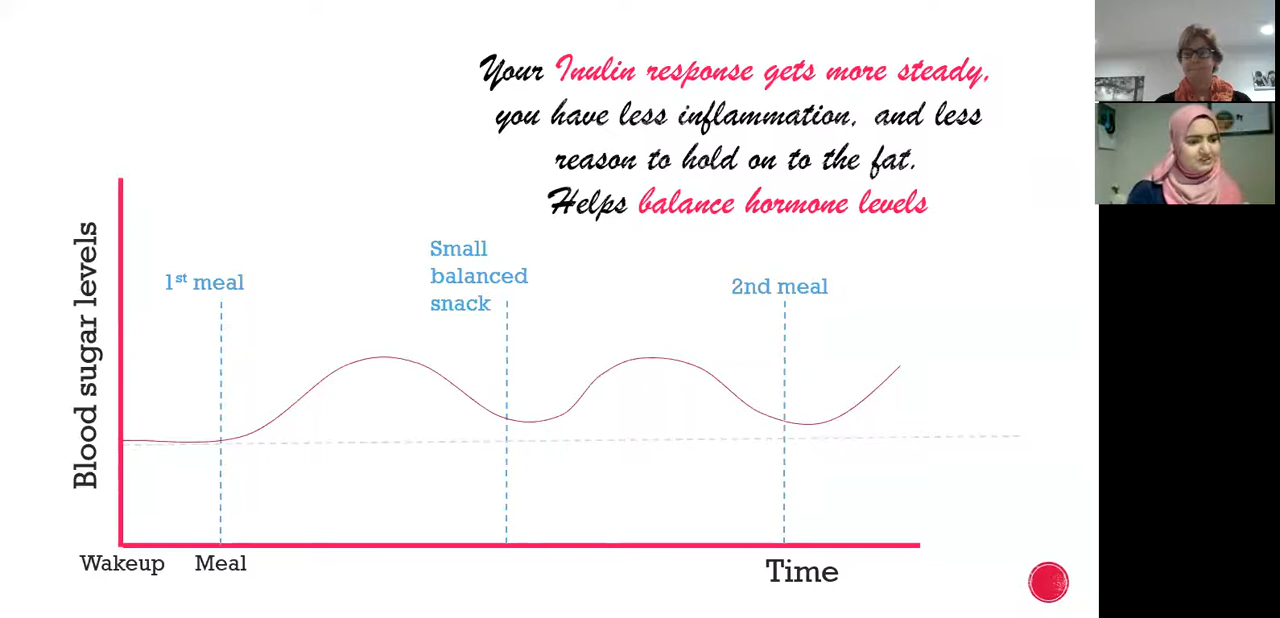 Your Inulin response gets more steady,
you have less inflammation, and less
reason to hold on to the fat.
Helps balance hormone levels
Small
balanced
snack
1st meal
2nd meal
Blood sugar levels
Wakeup
Meal
Time